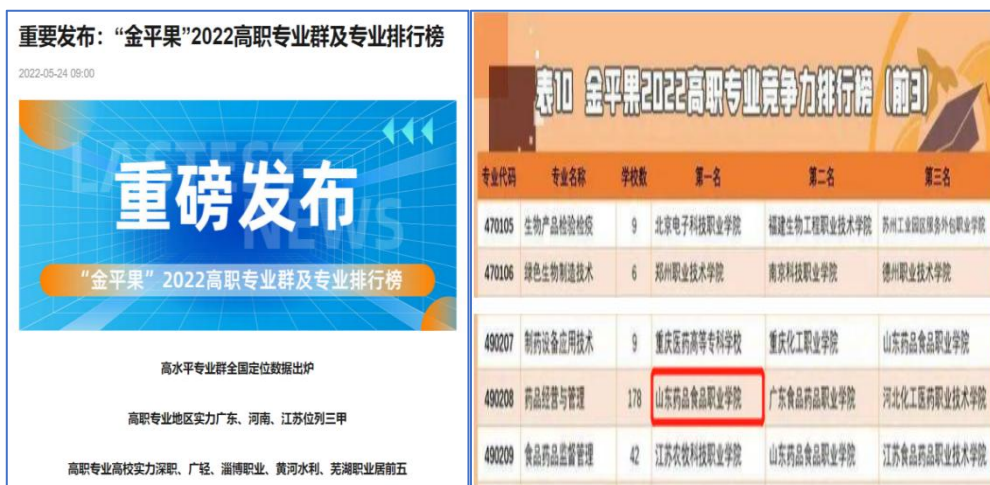 重要发布：“金平果”2022高职专业群及专业排行榜
2022-05-24 09:00
LASTEST
NEWS
重磅发布
“金平果”2022高职专业群及专业排行榜
高水平专业群全国定位数据出炉
高职专业地区实力广东、河南、江苏位列三甲
高职专业高校实力深职、广轻、淄博职业、黄河水利、芜湖职业居前五
表10 金平果2022高职专业竞争力排行榜（前3）
专业代码 专业名称 学校数 第一名 第二名 第三名
470105 生物产品检验检疫 9 北京电子科技职业学院 福建生物工程职业技术学院 苏州工业园区服务外包职业学院
470106 绿色生物制造技术 6 郑州职业技术学院 南京科技职业学院 德州职业技术学院
490207 制药设备应用技术 9 重庆医药高等专科学校 重庆化工职业学院 山东药品食品职业学院
490208 药品经营与管理 178 山东药品食品职业学院 广东食品药品职业学院 河北化工医药职业技术学院
490209 食品药品监督管理 42 江苏农牧科技职业学院 山东药品食品职业学院 江苏食品药品职业技术学院